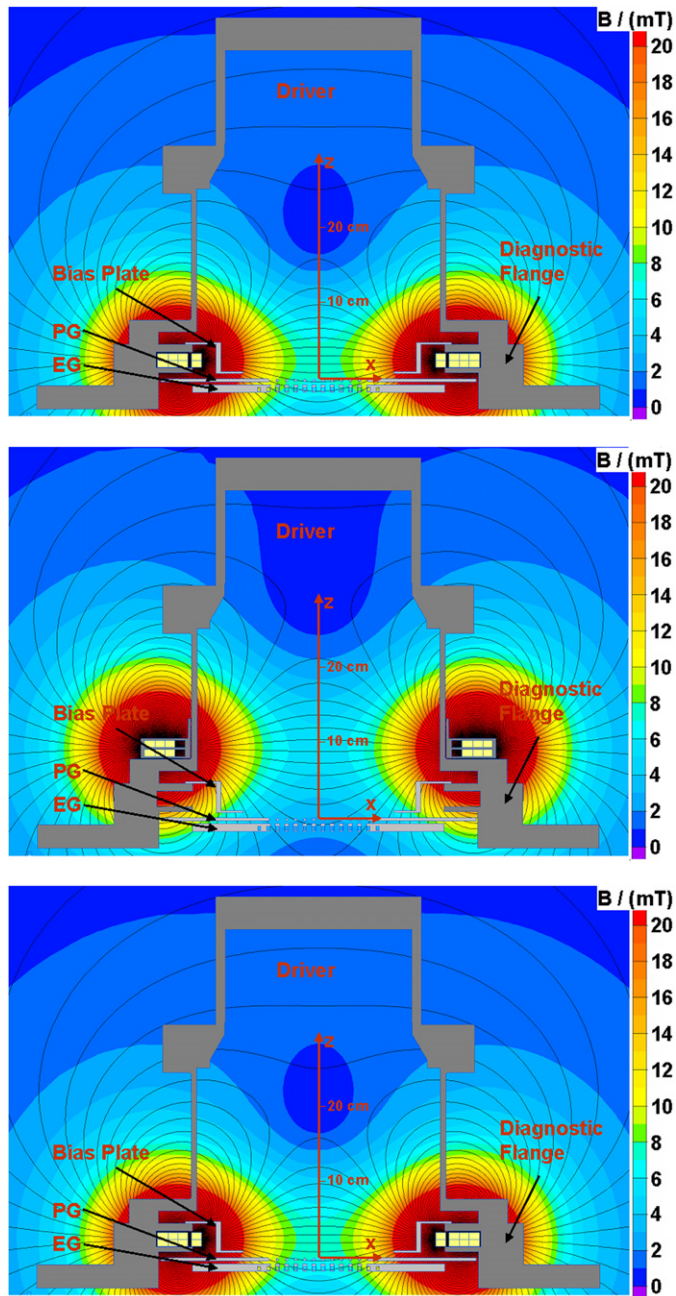 B / (mT)
20
18
16
14
12
10
8
6
4
2
0
Driver
z
20 cm
Bias Plate
Diagnostic
Flange
10 cm
PG
EG
x
B / (mT)
20
18
16
14
12
10
8
6
4
2
0
Driver
z
20 cm
Bias Plate
Diagnostic
Flange
10 cm
PG
EG
x
B / (mT)
20
18
16
14
12
10
8
6
4
2
0
Driver
z
20 cm
Bias Plate
Diagnostic
Flange
10 cm
PG
EG
x